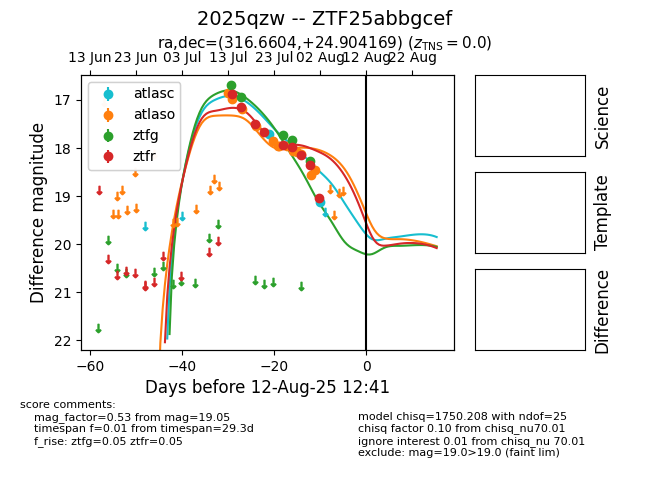 2025qzw -- ZTF25abbgcef
ra,dec=(316.6604,+24.904169) (z_TNS = 0.0)
13 Jun 23 Jun 03 Jul 13 Jul 23 Jul 02 Aug 12 Aug 22 Aug
atlasc
atlaso
ztfg
ztfr
17
18
19
20
21
22
Difference magnitude
−60 −40 −20 0
Days before 12-Aug-25 12:41
Science
Template
Difference
score comments:
mag_factor=0.53 from mag=19.05
timespan f=0.01 from timespan=29.3d
f_rise: ztfg=0.05 ztfr=0.05
model chisq=1750.208 with ndof=25
chisq factor 0.10 from chisq_nu70.01
ignore interest 0.01 from chisq_nu 70.01
exclude: mag=19.0>19.0 (faint lim)